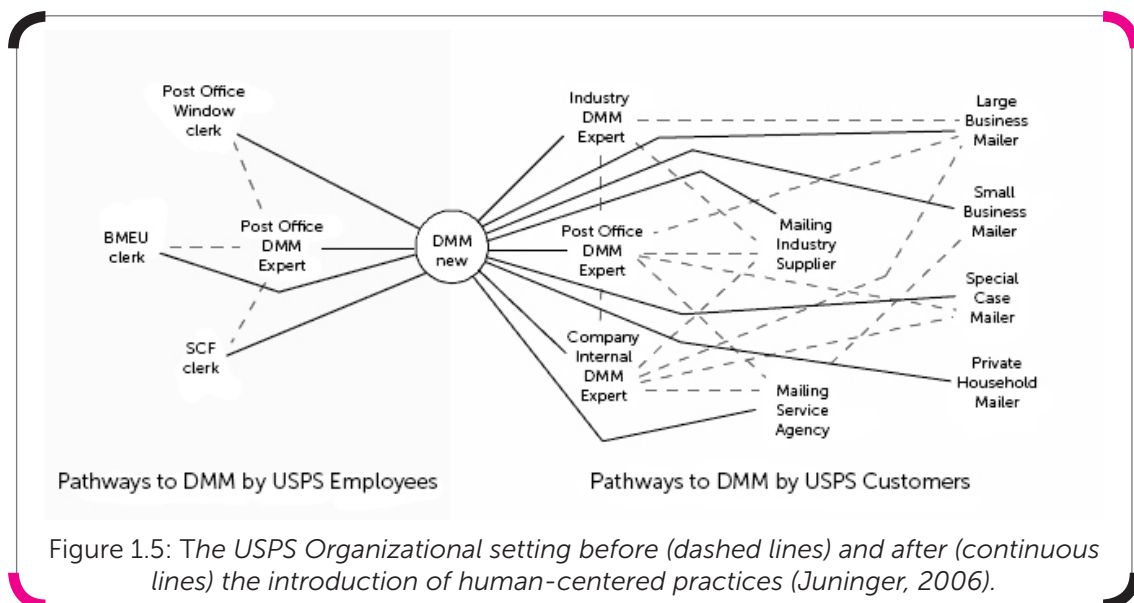 Post Office
Window
clerk
BMEU
clerk
Post Office
DMM
Expert
SCF
clerk
DMM
new
Industry
DMM
Expert
Post Office
DMM
Expert
Company
Internal
DMM
Expert
Mailing
Industry
Supplier
Mailing
Service
Agency
Large
Business
Mailer
Small
Business
Mailer
Special
Case
Mailer
Private
Household
Mailer
Pathways to DMM by USPS Employees
Pathways to DMM by USPS Customers
Figure 1.5: The USPS Organizational setting before (dashed lines) and after (continuous
lines) the introduction of human-centered practices (Juninger, 2006).